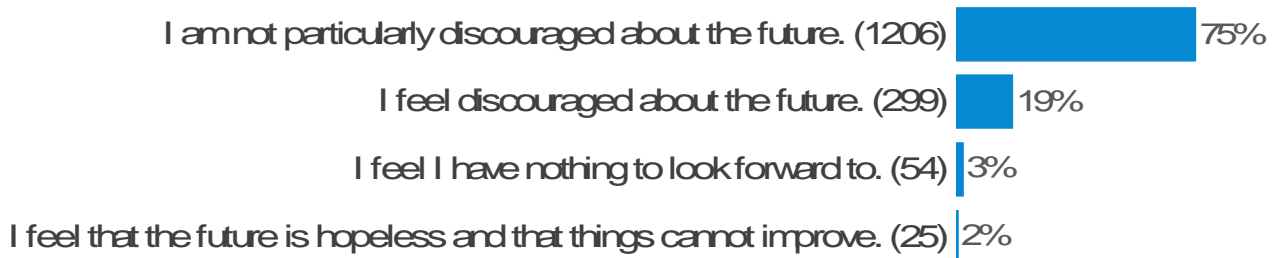 I am not particularly discouraged about the future. (1206) 75%
I feel discouraged about the future. (299) 19%
I feel I have nothing to look forward to. (54) 3%
I feel that the future is hopeless and that things cannot improve. (25) 2%